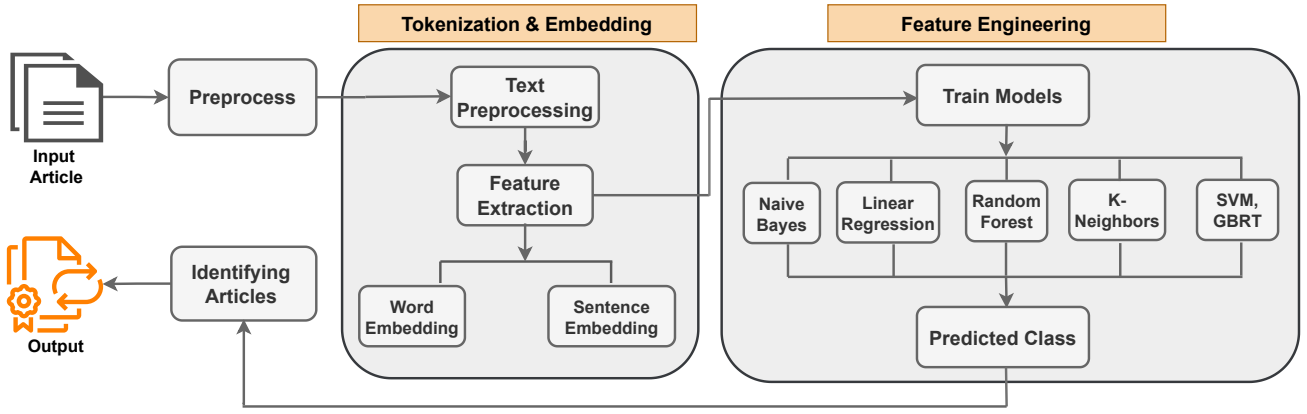 Tokenization & Embedding
Feature Engineering
Input
Article
Preprocess
Text
Preprocessing
Feature
Extraction
Word
Embedding
Sentence
Embedding
Train Models
Naive
Bayes
Linear
Regression
Random
Forest
K-
Neighbors
SVM,
GBRT
Predicted Class
Identifying
Articles
Output